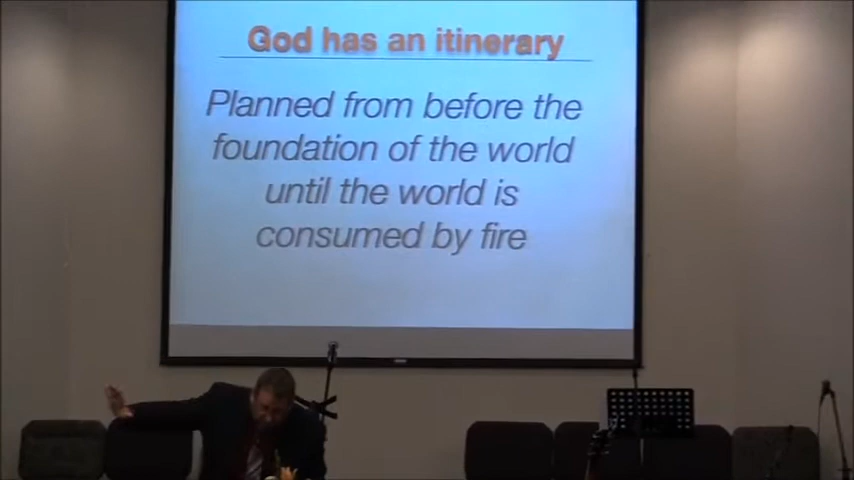 God has an itinerary
Planned from before the
foundation of the world
until the world is
consumed by fire